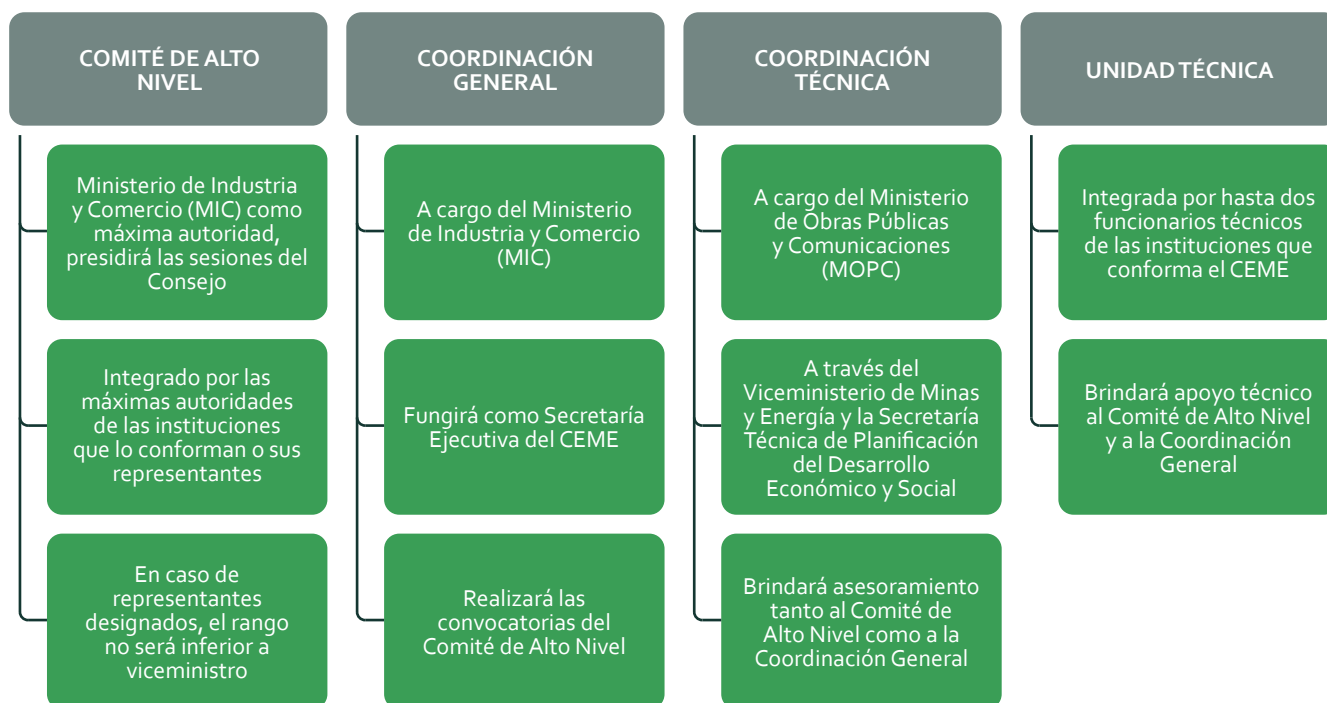 COMITÉ DE ALTO
NIVEL
Ministerio de Industria
y Comercio (MIC) como
máxima autoridad,
presidirá las sesiones del
Consejo
Integrado por las
máximas autoridades
de las instituciones
que lo conforman o sus
representantes
En caso de
representantes
designados, el rango
no será inferior a
viceministro
COORDINACIÓN
GENERAL
A cargo del Ministerio
de Industria y Comercio
(MIC)
Fungirá como Secretaría
Ejecutiva del CEME
Realizará las
convocatorias del
Comité de Alto Nivel
COORDINACIÓN
TÉCNICA
A cargo del Ministerio
de Obras Públicas
y Comunicaciones
(MOPC)
A través del
Viceministerio de Minas
y Energía y la Secretaría
Técnica de Planificación
del Desarrollo
Económico y Social
Brindará asesoramiento
tanto al Comité de
Alto Nivel como a la
Coordinación General
UNIDAD TÉCNICA
Integrada por hasta dos
funcionarios técnicos
de las instituciones que
conforma el CEME
Brindará apoyo técnico
al Comité de Alto Nivel
y a la Coordinación
General